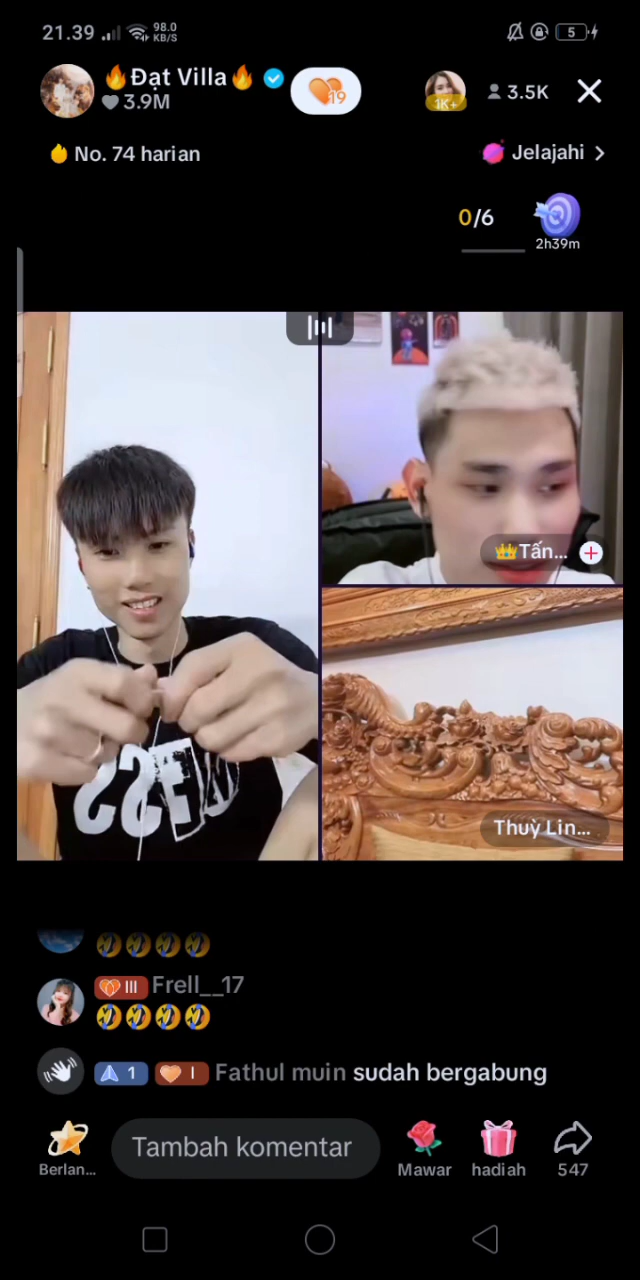 21.39
98.0
KB/S
5
🔥Đạt Villa🔥
19
1K+
3.5K
3.9M
No. 74 harian
Jelajahi
0/6
2h39m
👑Tấn...
Thuỳ Lin...
🤣🤣🤣🤣
III Frell__17
🤣🤣🤣🤣
1 I Fathul muin sudah bergabung
Berlan...
Tambah komentar
Mawar
hadiah
547